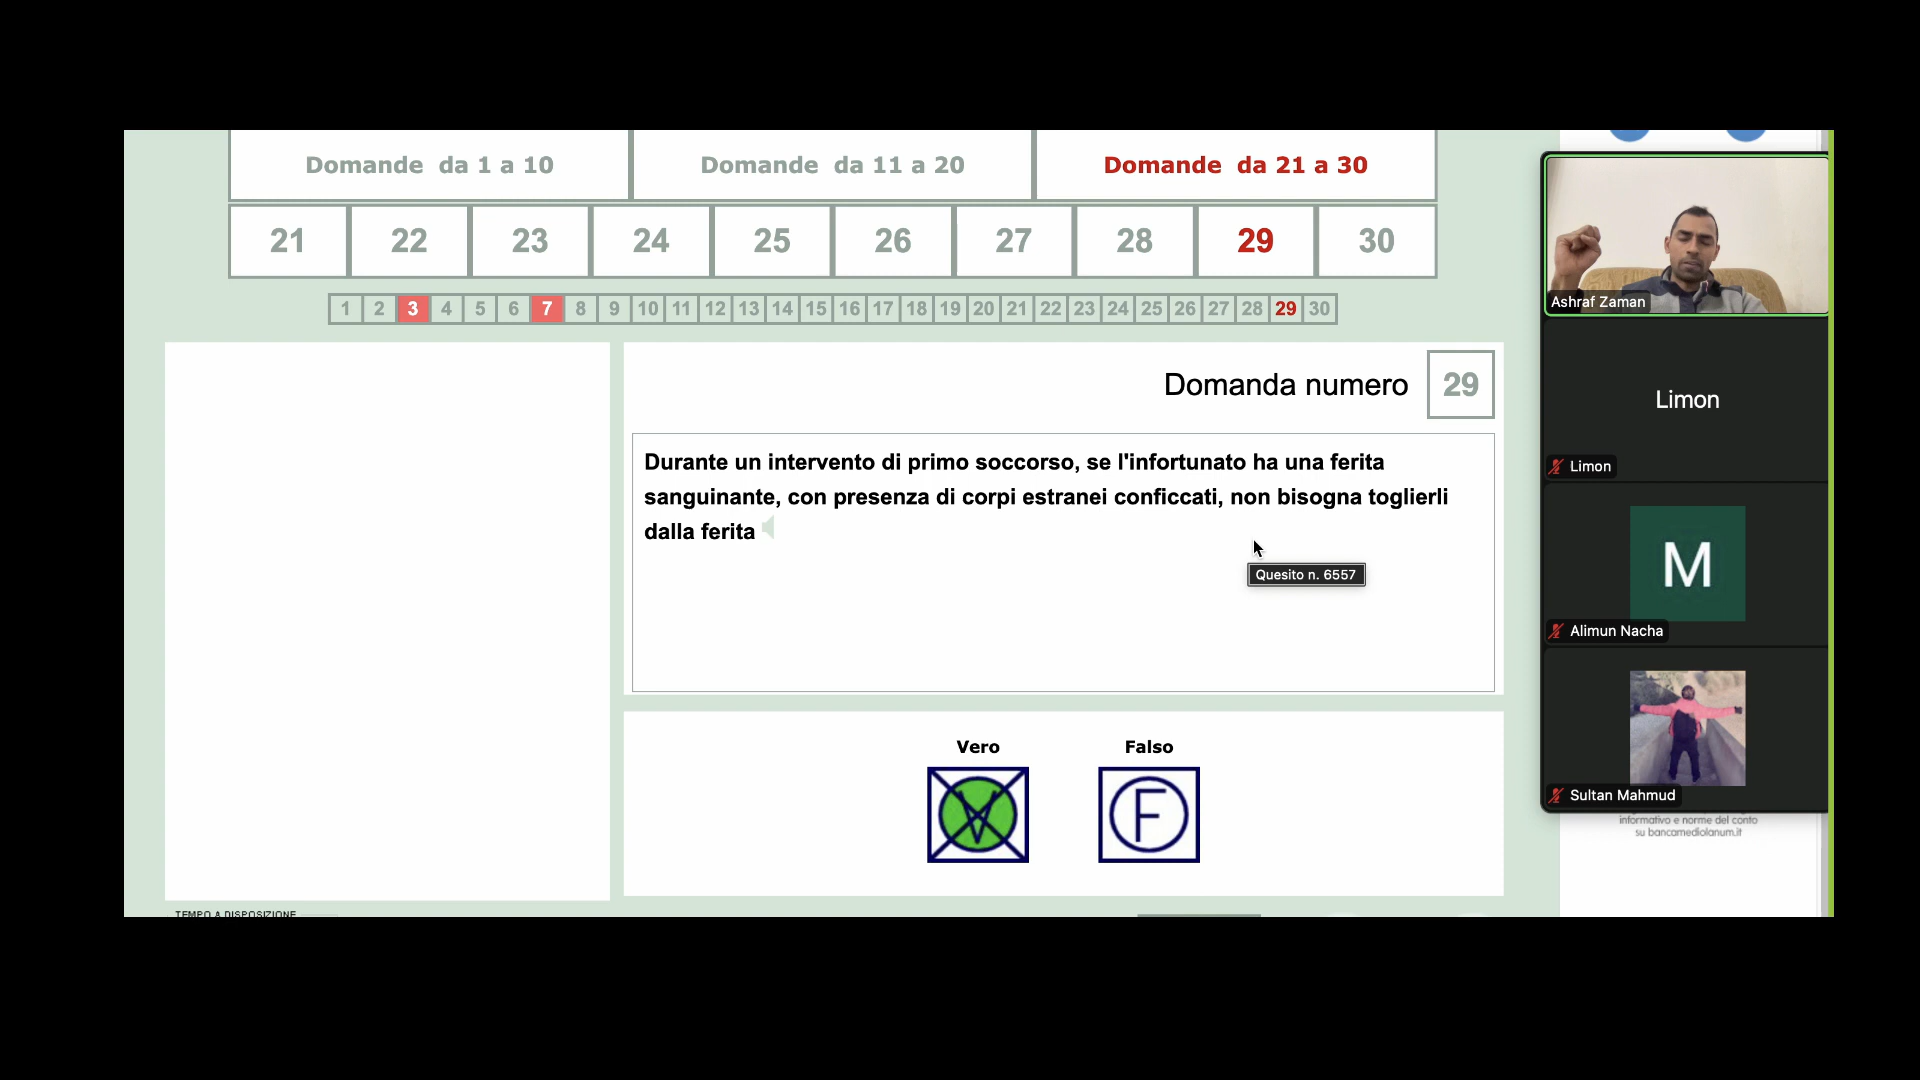 Domande da 1 a 10
Domande da 11 a 20
Domande da 21 a 30
21 22 23 24 25 26 27 28 29 30
1 2 3 4 5 6 7 8 9 10 11 12 13 14 15 16 17 18 19 20 21 22 23 24 25 26 27 28 29 30
Domanda numero 29
Durante un intervento di primo soccorso, se l'infortunato ha una ferita
sanguinante, con presenza di corpi estranei conficcati, non bisogna toglierli
dalla ferita
Quesito n. 6557
Vero
Falso
V
F
TEMPO A DISPOSIZIONE
Ashraf Zaman
Limon
Limon
M
Alimun Nacha
Sultan Mahmud
informativo e norme del conto
su bancamediolanum.it